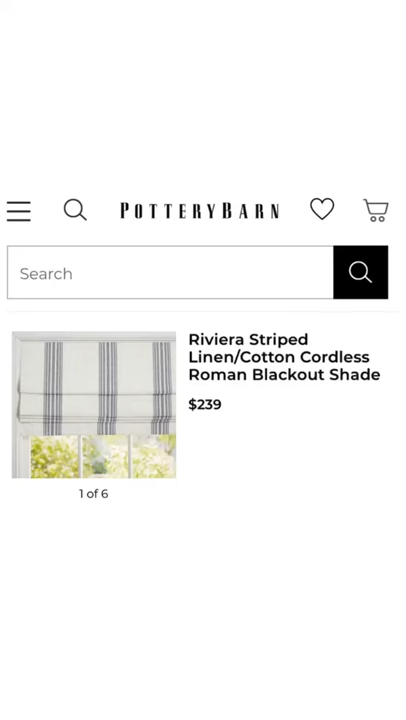 POTTERYBARN
Search
Riviera Striped
Linen/Cotton Cordless
Roman Blackout Shade
$239
1 of 6